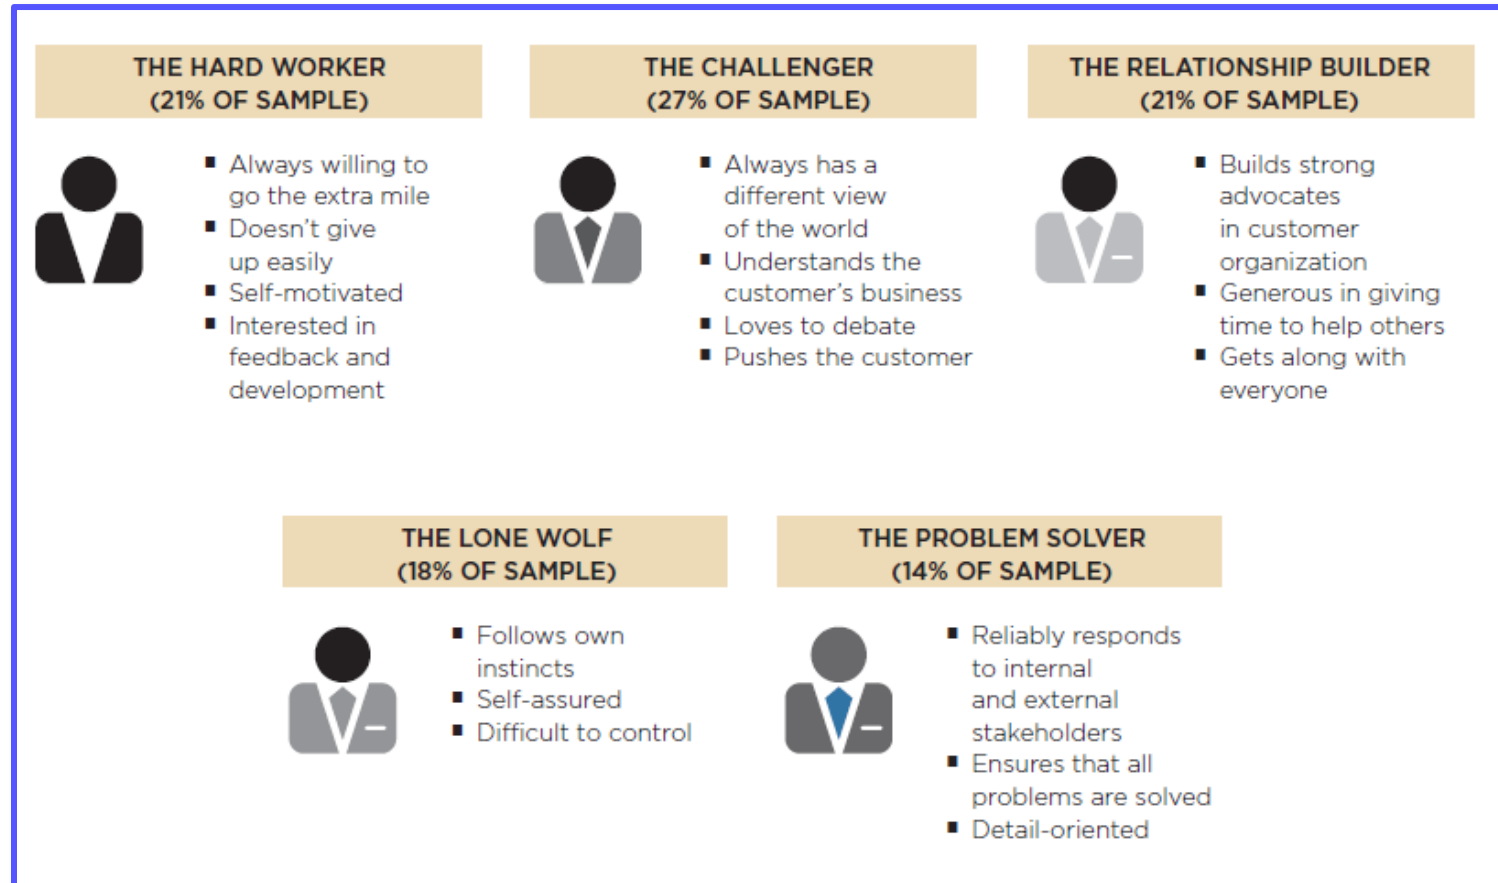 THE HARD WORKER
(21% OF SAMPLE)
▪ Always willing to
go the extra mile
▪ Doesn't give
up easily
▪ Self-motivated
▪ Interested in
feedback and
development
THE CHALLENGER
(27% OF SAMPLE)
▪ Always has a
different view
of the world
▪ Understands the
customer's business
▪ Loves to debate
▪ Pushes the customer
THE RELATIONSHIP BUILDER
(21% OF SAMPLE)
▪ Builds strong
advocates
in customer
organization
▪ Generous in giving
time to help others
▪ Gets along with
everyone
THE LONE WOLF
(18% OF SAMPLE)
▪ Follows own
instincts
▪ Self-assured
▪ Difficult to control
THE PROBLEM SOLVER
(14% OF SAMPLE)
▪ Reliably responds
to internal
and external
stakeholders
▪ Ensures that all
problems are solved
▪ Detail-oriented